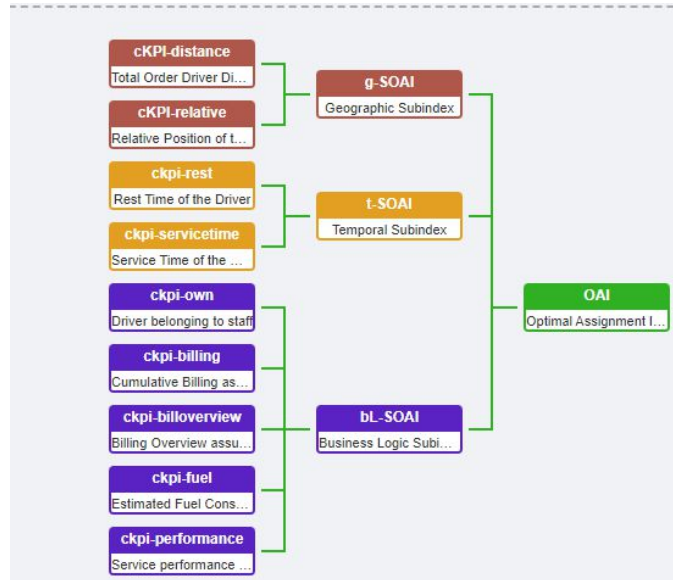 cKPI-distance
Total Order Driver Di...
cKPI-relative
Relative Position of t...
g-SOAI
Geographic Subindex
ckpi-rest
Rest Time of the Driver
ckpi-servicetime
Service Time of the ...
t-SOAI
Temporal Subindex
ckpi-own
Driver belonging to staff
ckpi-billing
Cumulative Billing as...
ckpi-billoverview
Billing Overview assu...
ckpi-fuel
Estimated Fuel Cons...
ckpi-performance
Service performance ...
bL-SOAI
Business Logic Subi...
OAI
Optimal Assignment I...